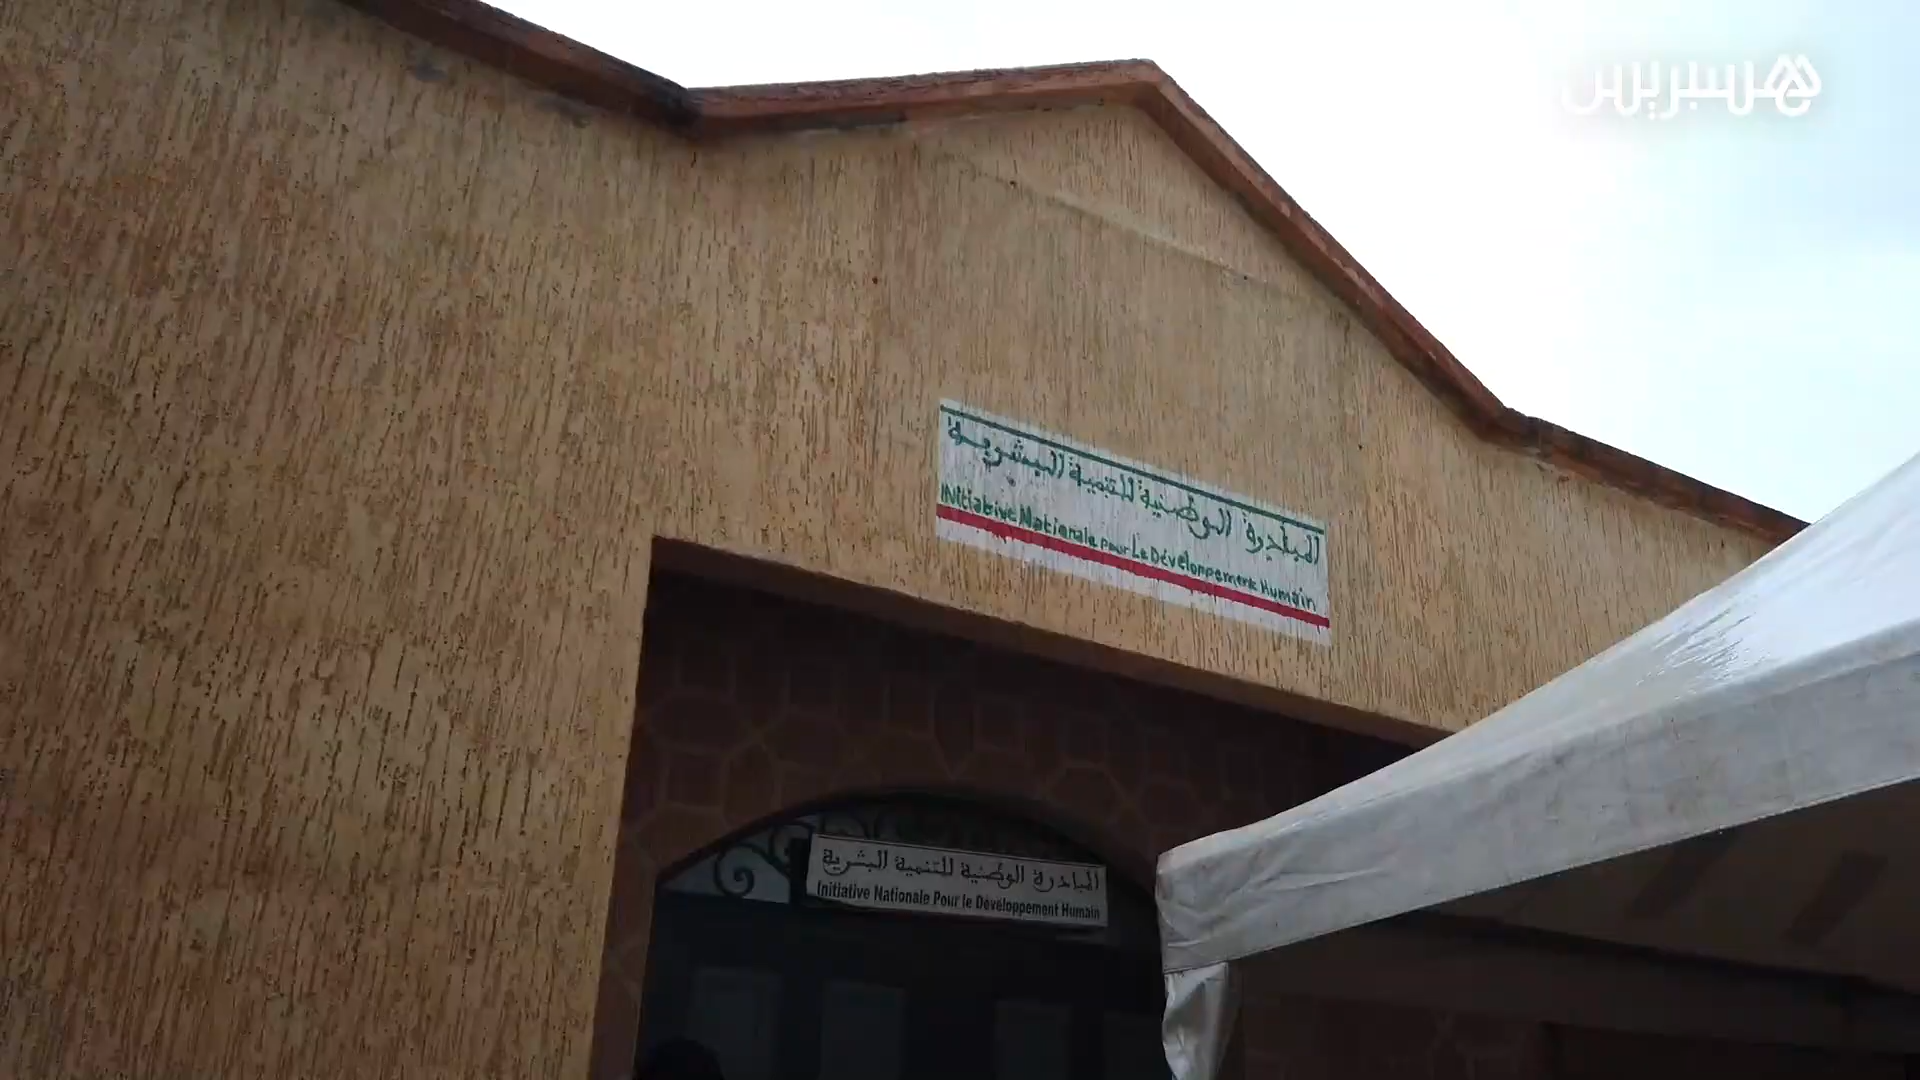 هسبريس
المبادرة الوطنية للتنمية البشرية
INitiative Nationale pour Le Développement Humain
المبادرة الوطنية للتنمية البشرية
Initiative Nationale Pour le Développement Humain